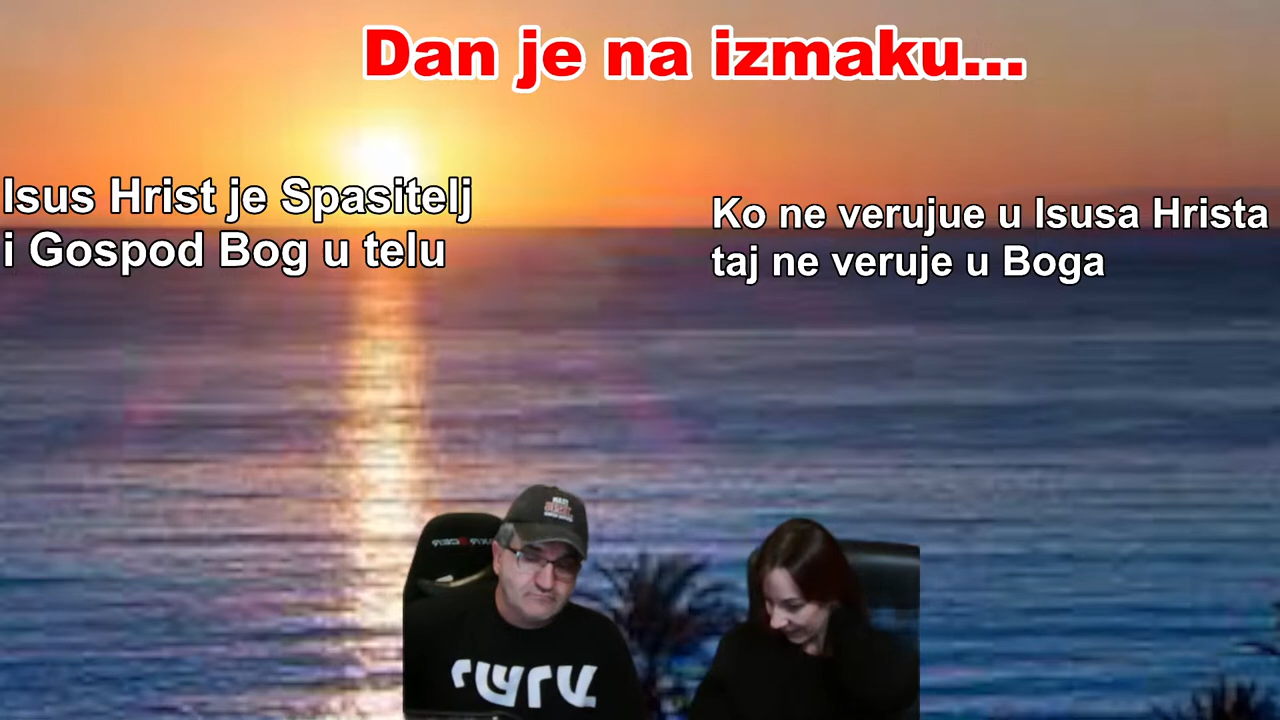 Dan je na izmaku...
Isus Hrist je Spasitelj
i Gospod Bog u telu
Ko ne verujue u Isusa Hrista
taj ne veruje u Boga